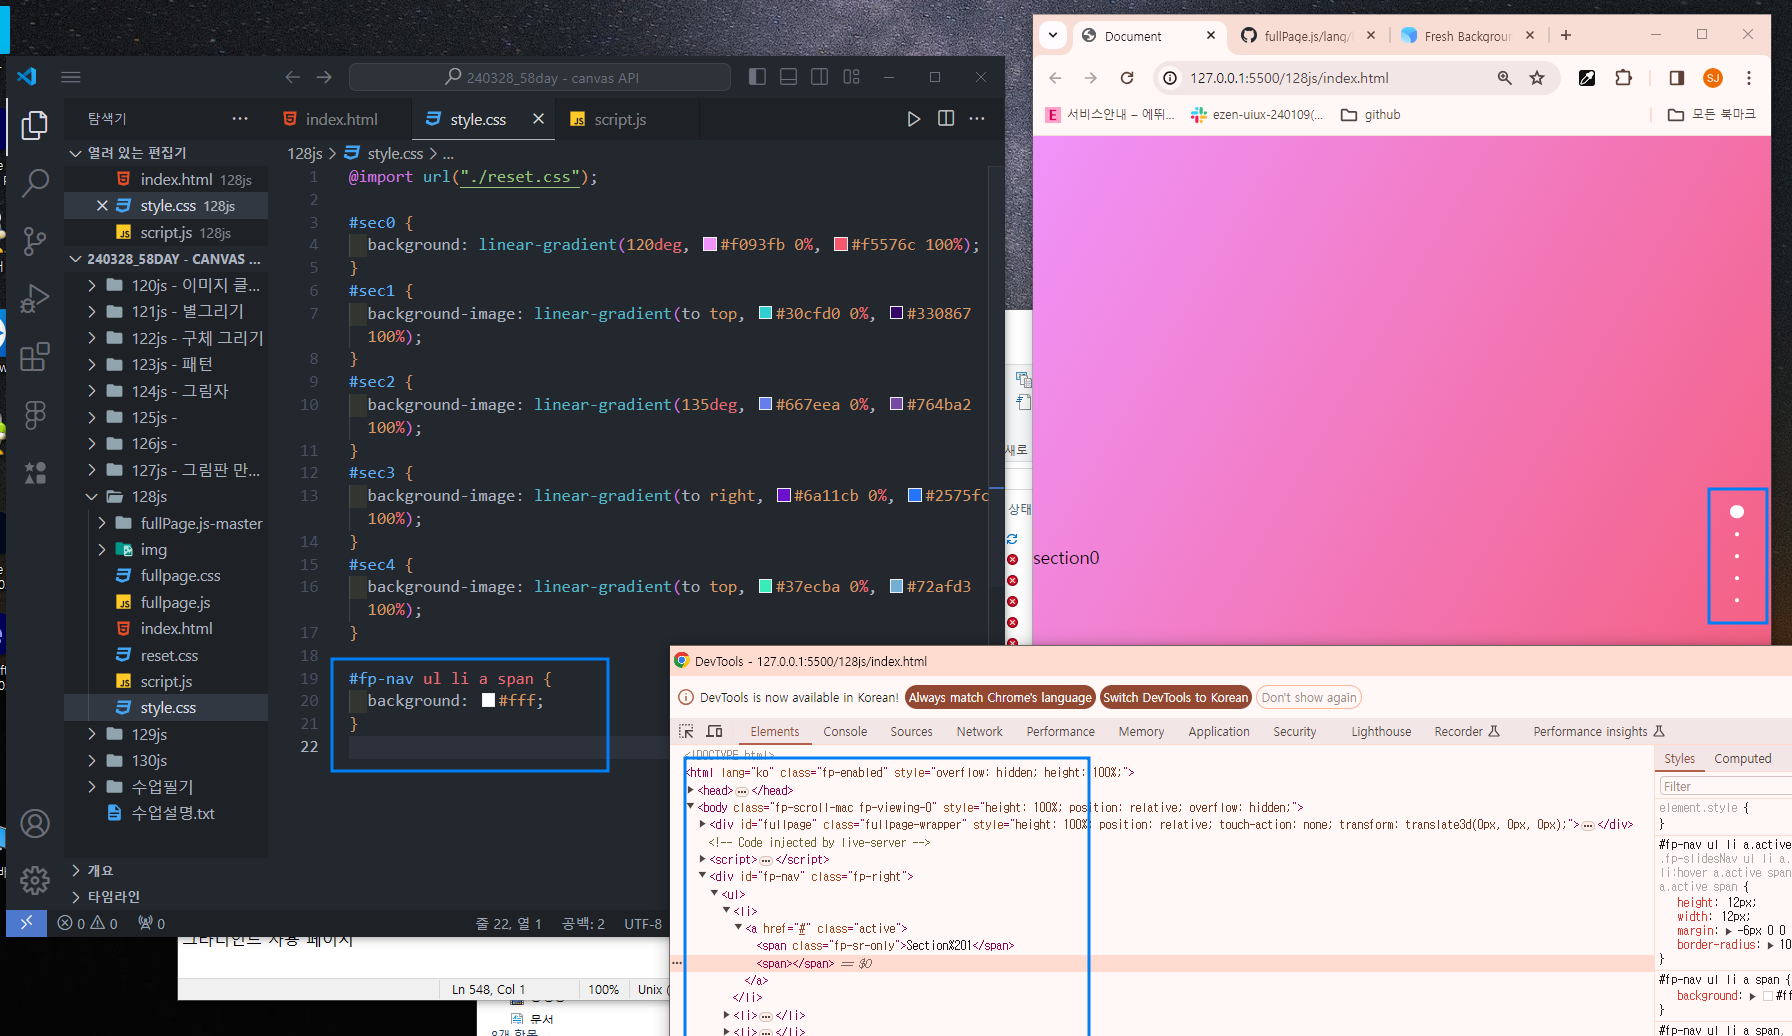 240328_58day - canvas API
탐색기
index.html
style.css
script.js
열려 있는 편집기
index.html 128js
style.css 128js
script.js 128js
240328_58DAY - CANVAS ...
120js - 이미지 클...
121js - 별그리기
122js - 구체 그리기
123js - 패턴
124js - 그림자
125js -
126js -
127js - 그림판 만...
128js
fullPage.js-master
img
fullpage.css
fullpage.js
index.html
reset.css
script.js
style.css
129js
130js
수업필기
수업설명.txt
개요
타임라인
0 0 0
줄 22, 열 1 공백: 2 UTF-8
128js > style.css > ...
1 @import url("./reset.css");
2
3 #sec0 {
4 background: linear-gradient(120deg, #f093fb 0%, #f5576c 100%);
5 }
6 #sec1 {
7 background-image: linear-gradient(to top, #30cfd0 0%, #330867
100%);
8 }
9 #sec2 {
10 background-image: linear-gradient(135deg, #667eea 0%, #764ba2
100%);
11 }
12 #sec3 {
13 background-image: linear-gradient(to right, #6a11cb 0%, #2575fc
100%);
14 }
15 #sec4 {
16 background-image: linear-gradient(to top, #37ecba 0%, #72afd3
100%);
17 }
18
19 #fp-nav ul li a span {
20 background: #fff;
21 }
22
Document
fullPage.js/lang/
Fresh Backgroun
127.0.0.1:5500/128js/index.html
SJ
서비스안내 – 에뛰...
ezen-uiux-240109(...
github
모든 북마크
section0
새로
상태
DevTools - 127.0.0.1:5500/128js/index.html
DevTools is now available in Korean!
Always match Chrome's language
Switch DevTools to Korean
Don't show again
Elements Console Sources Network Performance Memory Application Security Lighthouse Recorder Performance insights
<!DOCTYPE html>
<html lang="ko" class="fp-enabled" style="overflow: hidden; height: 100%;">
<head> … </head>
<body class="fp-scroll-mac fp-viewing-0" style="height: 100%; position: relative; overflow: hidden;">
<div id="fullpage" class="fullpage-wrapper" style="height: 100%; position: relative; touch-action: none; transform: translate3d(0px, 0px, 0px);"> … </div>
<!-- Code injected by live-server -->
<script> … </script>
<div id="fp-nav" class="fp-right">
<ul>
<li>
<a href="#" class="active">
<span class="fp-sr-only">Section%201</span>
<span></span> == $0
</a>
</li>
<li> … </li>
<li> … </li>
Styles Computed
Filter
element.style {
}
#fp-nav ul li a.active
.fp-slidesNav ul li a.
li:hover a.active span
a.active span {
height: 12px;
width: 12px;
margin: -6px 0 0
border-radius: 10
}
#fp-nav ul li a span {
background: #ff
}
#fp-nav ul li a span,
Ln 548, Col 1 100% Unix (
문서